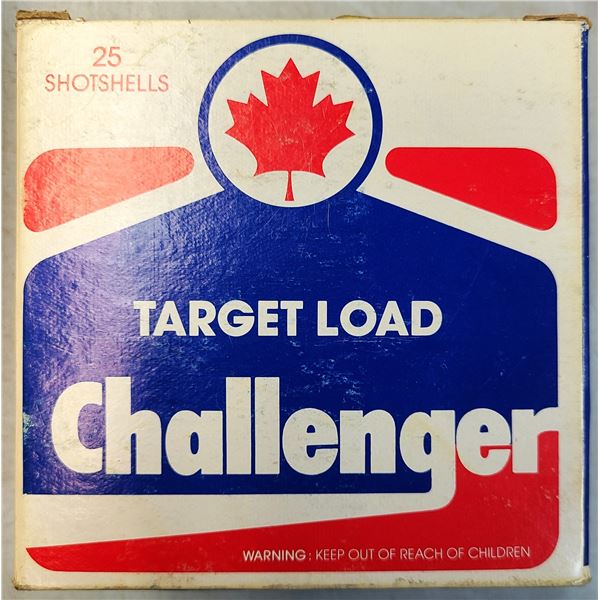 25
SHOTSHELLS
TARGET LOAD
Challenger
WARNING : KEEP OUT OF REACH OF CHILDREN